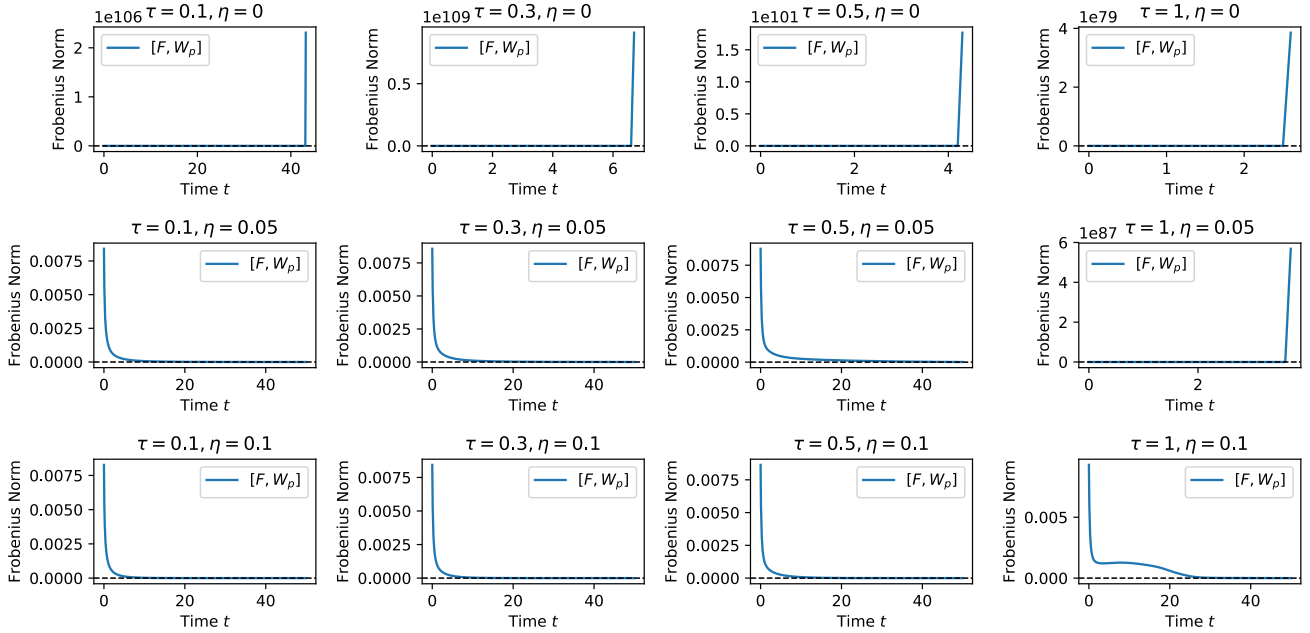 1e106
τ = 0.1, η = 0
Frobenius Norm
2
1
0
[F, W_p]
0 20 40
Time t
1e109
τ = 0.3, η = 0
Frobenius Norm
0.5
0.0
[F, W_p]
0 2 4 6
Time t
1e101
τ = 0.5, η = 0
Frobenius Norm
1.5
1.0
0.5
0.0
[F, W_p]
0 2 4
Time t
1e79
τ = 1, η = 0
Frobenius Norm
4
2
0
[F, W_p]
0 1 2
Time t
τ = 0.1, η = 0.05
Frobenius Norm
0.0075
0.0050
0.0025
0.0000
[F, W_p]
0 20 40
Time t
τ = 0.3, η = 0.05
Frobenius Norm
0.0075
0.0050
0.0025
0.0000
[F, W_p]
0 20 40
Time t
τ = 0.5, η = 0.05
Frobenius Norm
0.0075
0.0050
0.0025
0.0000
[F, W_p]
0 20 40
Time t
1e87
τ = 1, η = 0.05
Frobenius Norm
6
4
2
0
[F, W_p]
0 2
Time t
τ = 0.1, η = 0.1
Frobenius Norm
0.0075
0.0050
0.0025
0.0000
[F, W_p]
0 20 40
Time t
τ = 0.3, η = 0.1
Frobenius Norm
0.0075
0.0050
0.0025
0.0000
[F, W_p]
0 20 40
Time t
τ = 0.5, η = 0.1
Frobenius Norm
0.0075
0.0050
0.0025
0.0000
[F, W_p]
0 20 40
Time t
τ = 1, η = 0.1
Frobenius Norm
0.005
0.000
[F, W_p]
0 20 40
Time t